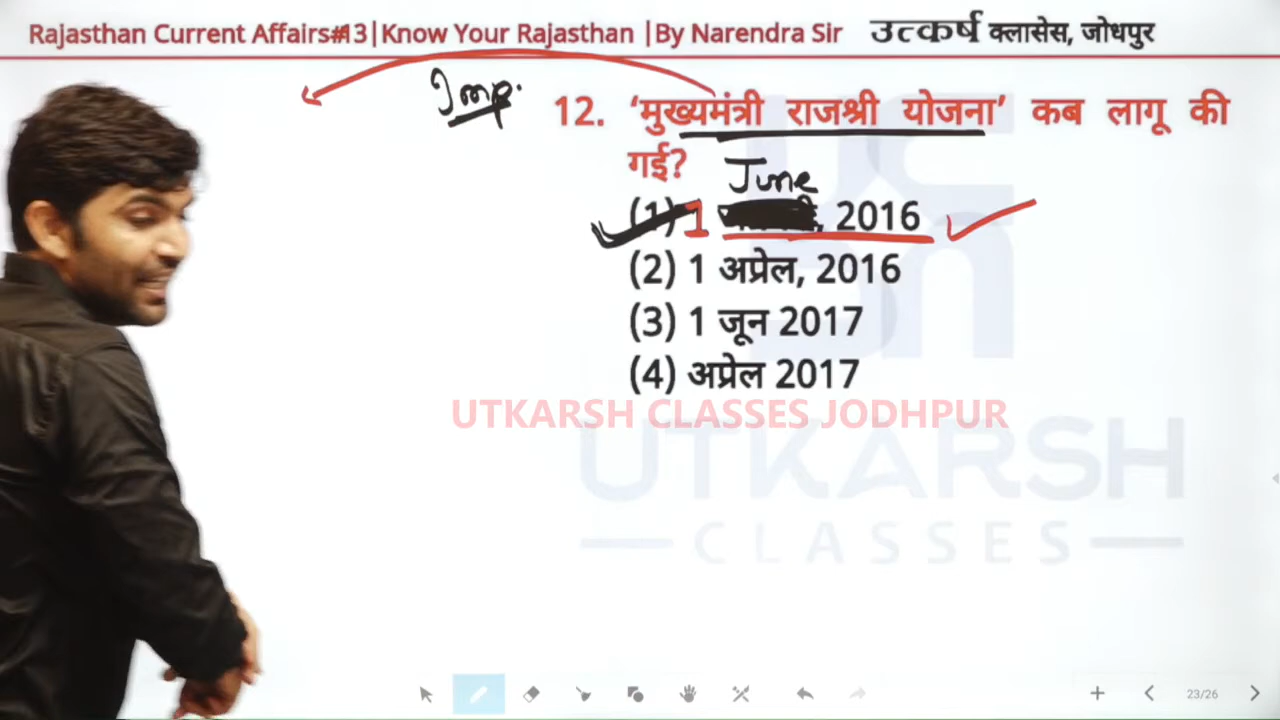 Rajasthan Current Affairs#13|Know Your Rajasthan |By Narendra Sir उत्कर्ष क्लासेस, जोधपुर
Imp.
12. ‘मुख्यमंत्री राजश्री योजना’ कब लागू की
गई?
June
(1) 1 , 2016
(2) 1 अप्रेल, 2016
(3) 1 जून 2017
(4) अप्रेल 2017
UTKARSH CLASSES JODHPUR
UTKARSH
CLASSES
23/26